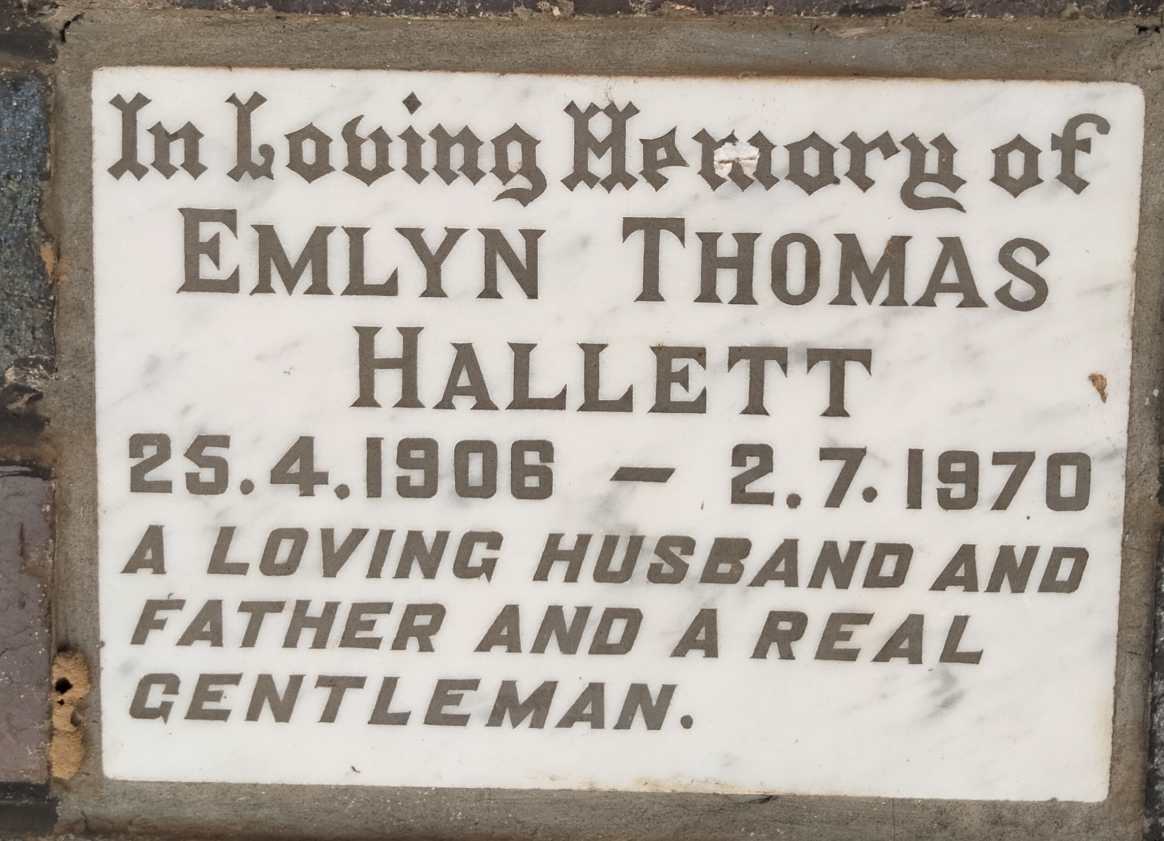 In Loving Memory of
EMLYN THOMAS
HALLETT
25.4.1906 – 2.7.1970
A LOVING HUSBAND AND
FATHER AND A REAL
GENTLEMAN.